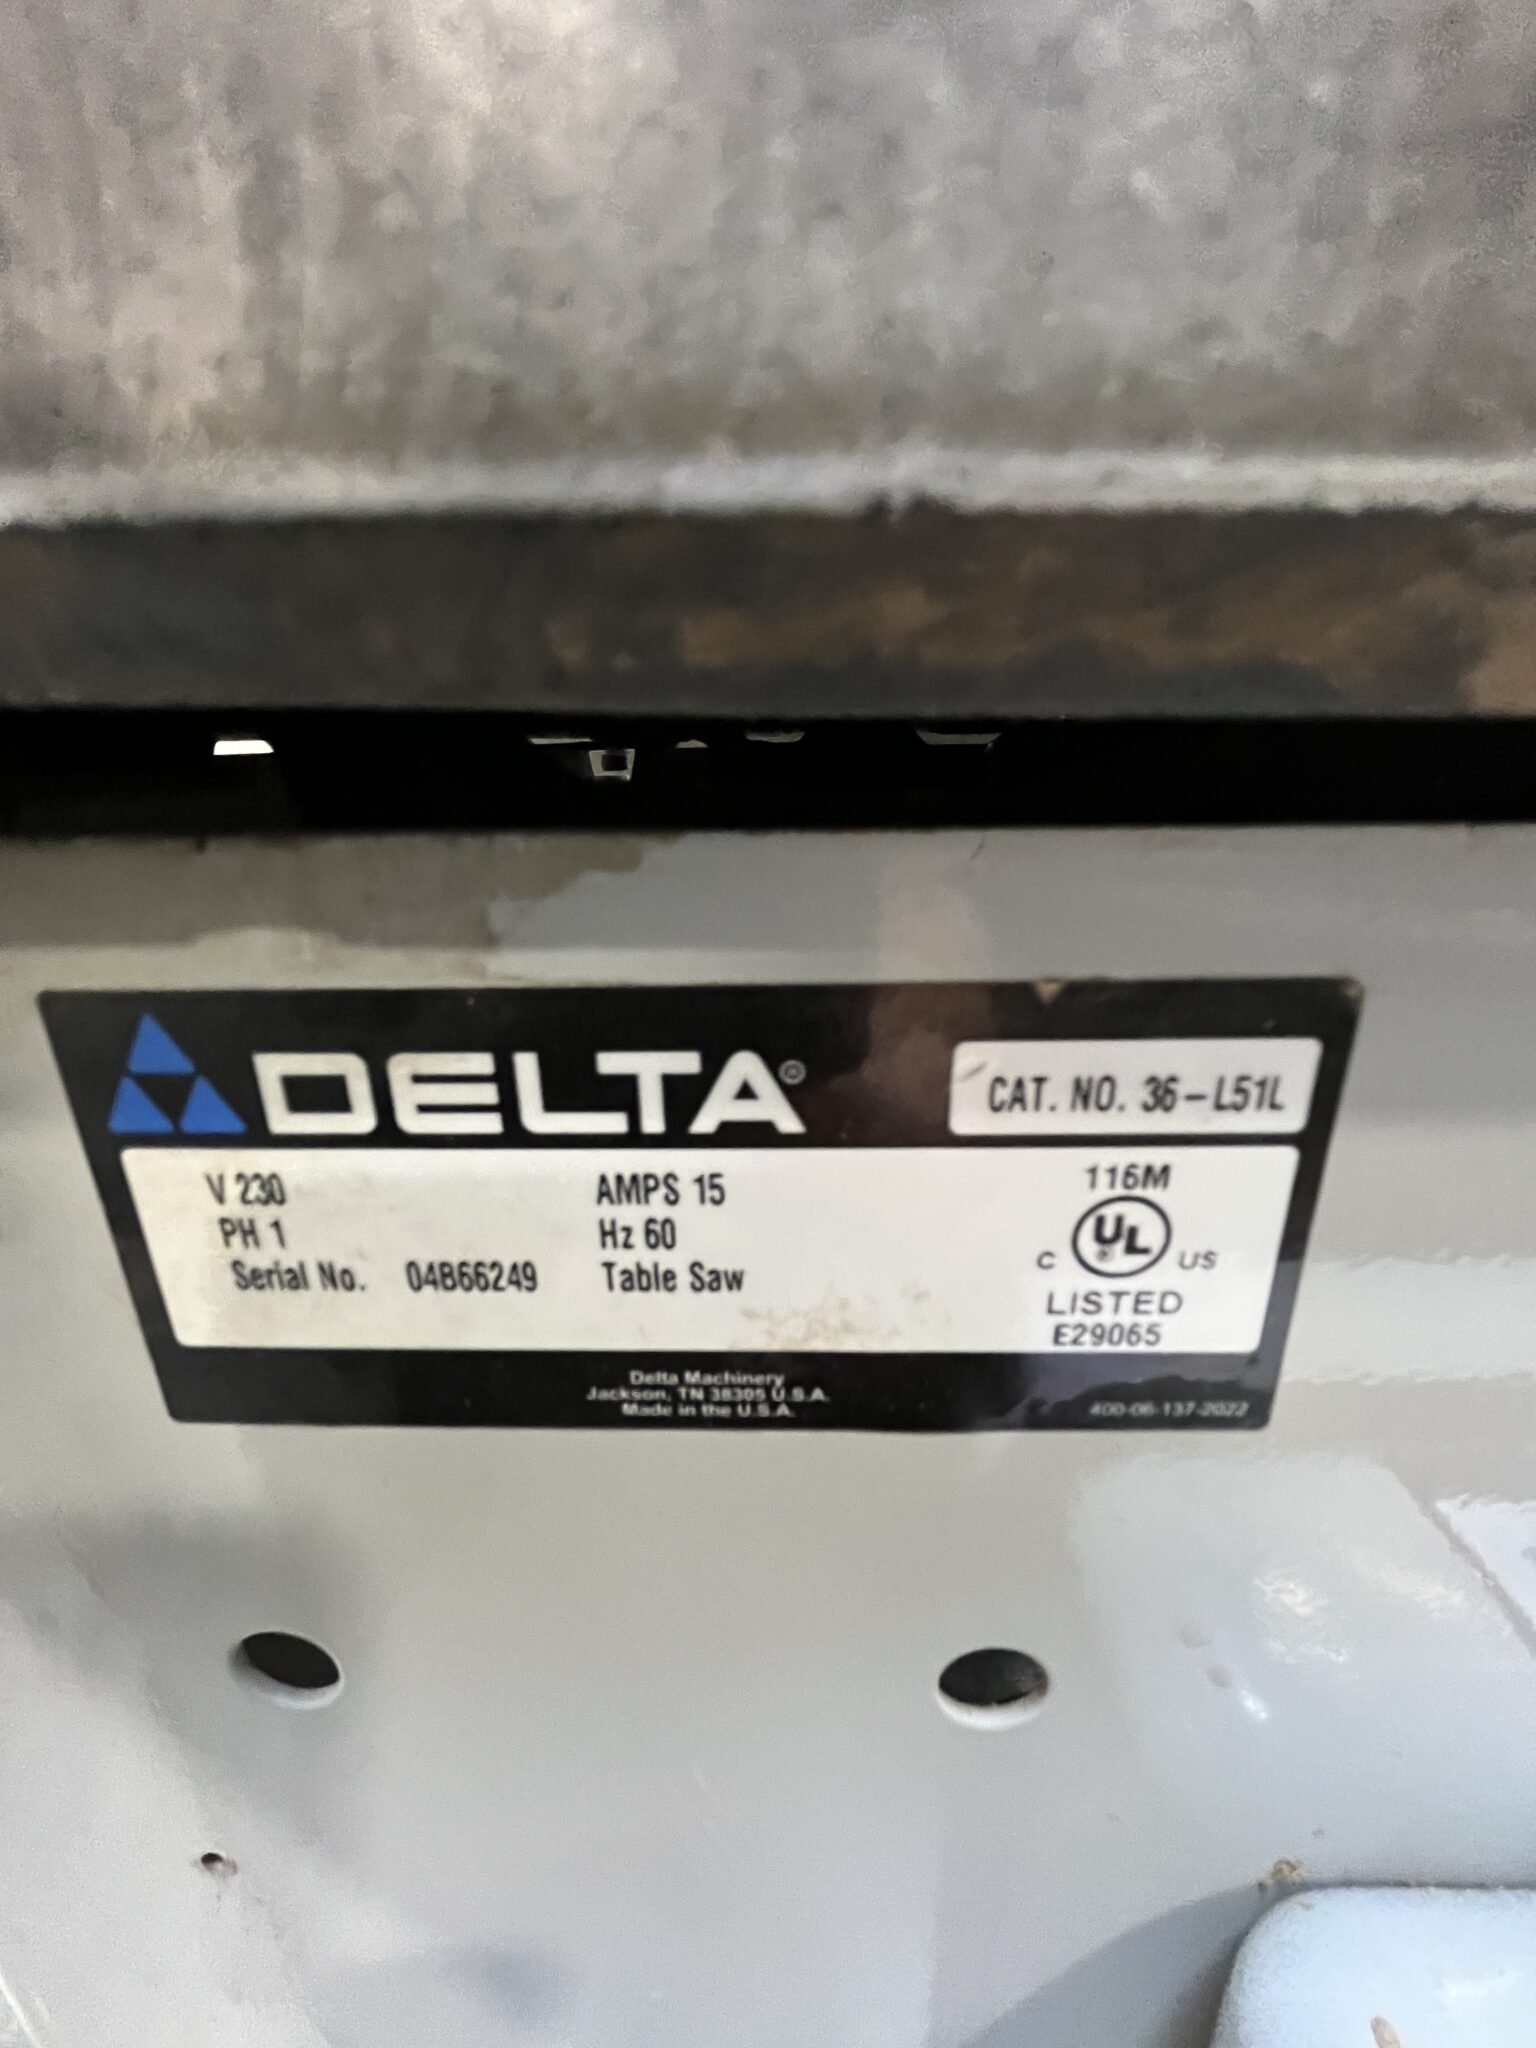 DELTA®
CAT. NO. 36-L51L
V 230 AMPS 15
PH 1 Hz 60
Serial No. 04B66249 Table Saw
116M
C UL® US
LISTED
E29065
Delta Machinery
Jackson, TN 38305 U.S.A.
Made in the U.S.A.
400-06-137-2022